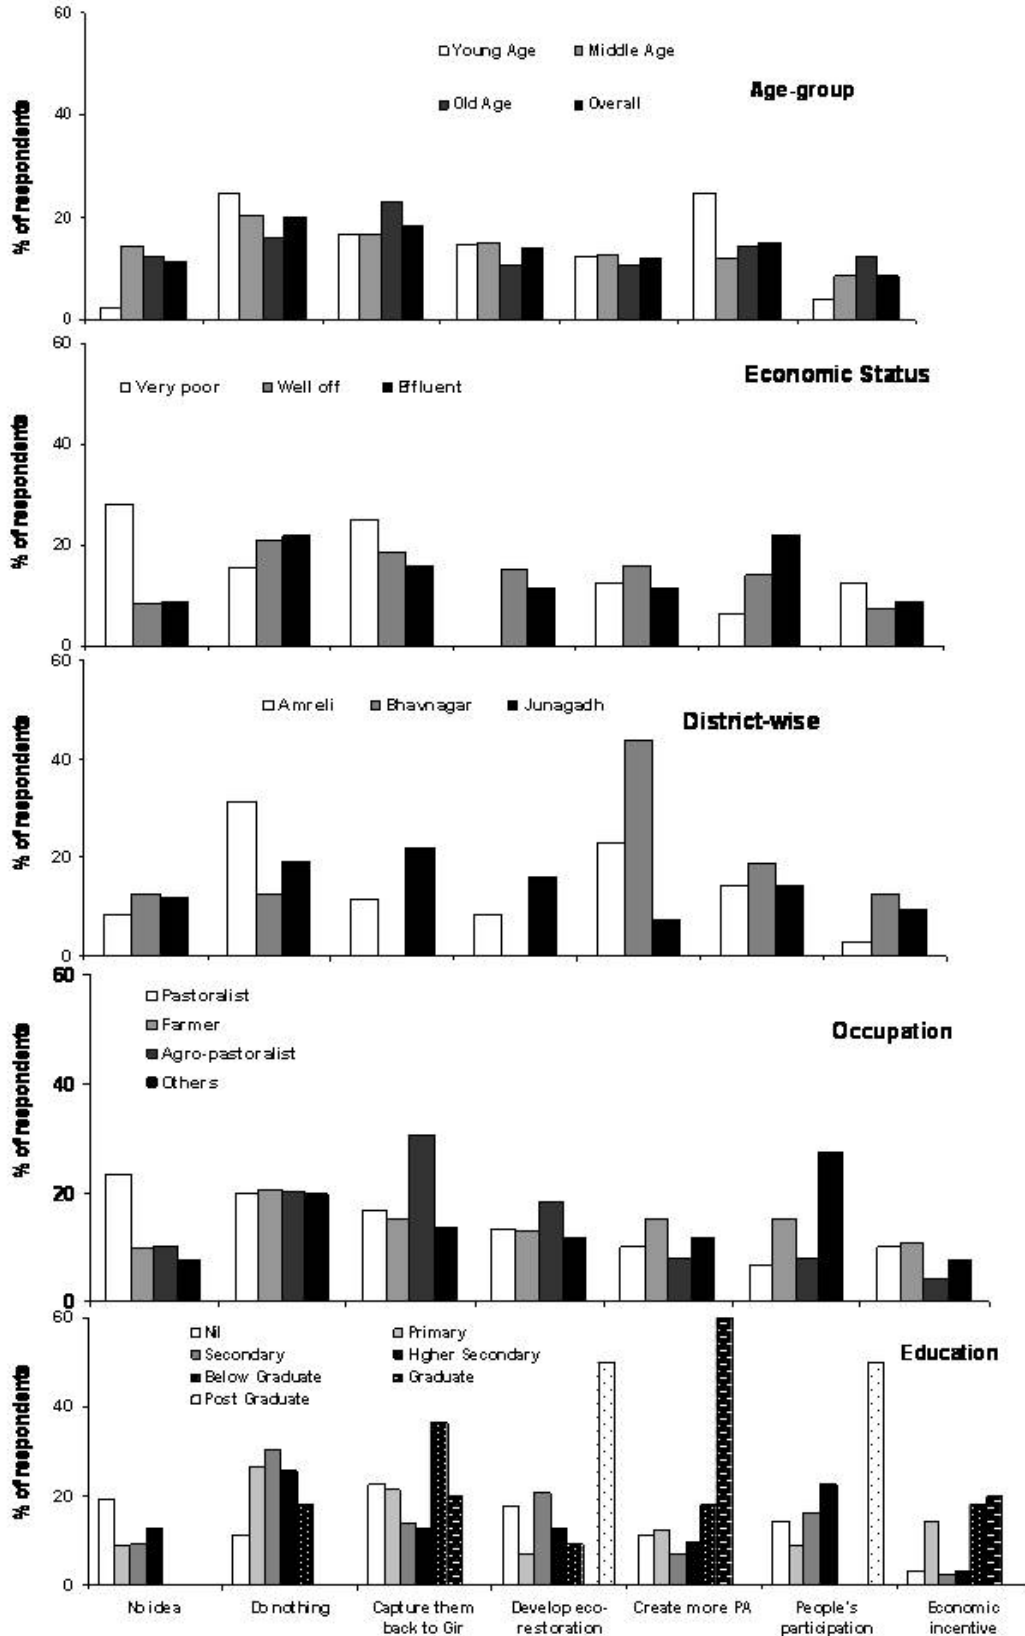 60
Young Age Middle Age
Age-group
Old Age Overall
40
20
0
% of respondents
60
Economic Status
Very poor Well off Effluent
40
20
0
% of respondents
60
Amreli Bhavnagar Junagadh
District-wise
40
20
0
% of respondents
60
Pastoralist
Farmer
Occupation
Agro-pastoralist
Others
40
20
0
% of respondents
60
Nil Primary
Secondary Higher Secondary
Education
Below Graduate Graduate
Post Graduate
40
20
0
% of respondents
No idea Do nothing Capture them Develop eco- Create more PA People's Economic
back to Gir restoration participation incentive